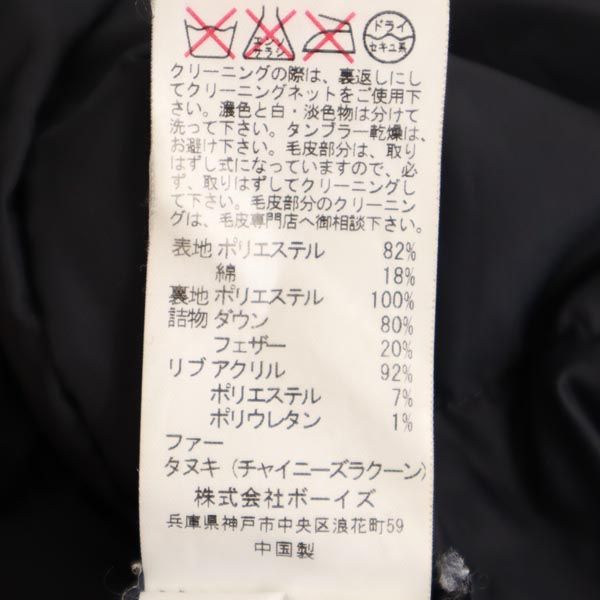 エンソ
サラシ
ドライ
セキユ系
クリーニングの際は、裏返しにし
てクリーニングネットをご使用下
さい。濃色と白・淡色物は分けて
洗って下さい。タンブラー乾燥は、
お避け下さい。毛皮部分は、取り
はずし式になっていますので、必
ず、取りはずしてクリーニングし
て下さい。毛皮部分のクリーニン
グは、毛皮専門店へ御相談下さい。
表地 ポリエステル 82%
綿 18%
裏地 ポリエステル 100%
詰物 ダウン 80%
フェザー 20%
リブ アクリル 92%
ポリエステル 7%
ポリウレタン 1%
ファー
タヌキ（チャイニーズラクーン）
株式会社ボーイズ
兵庫県神戸市中央区浪花町59
中国製